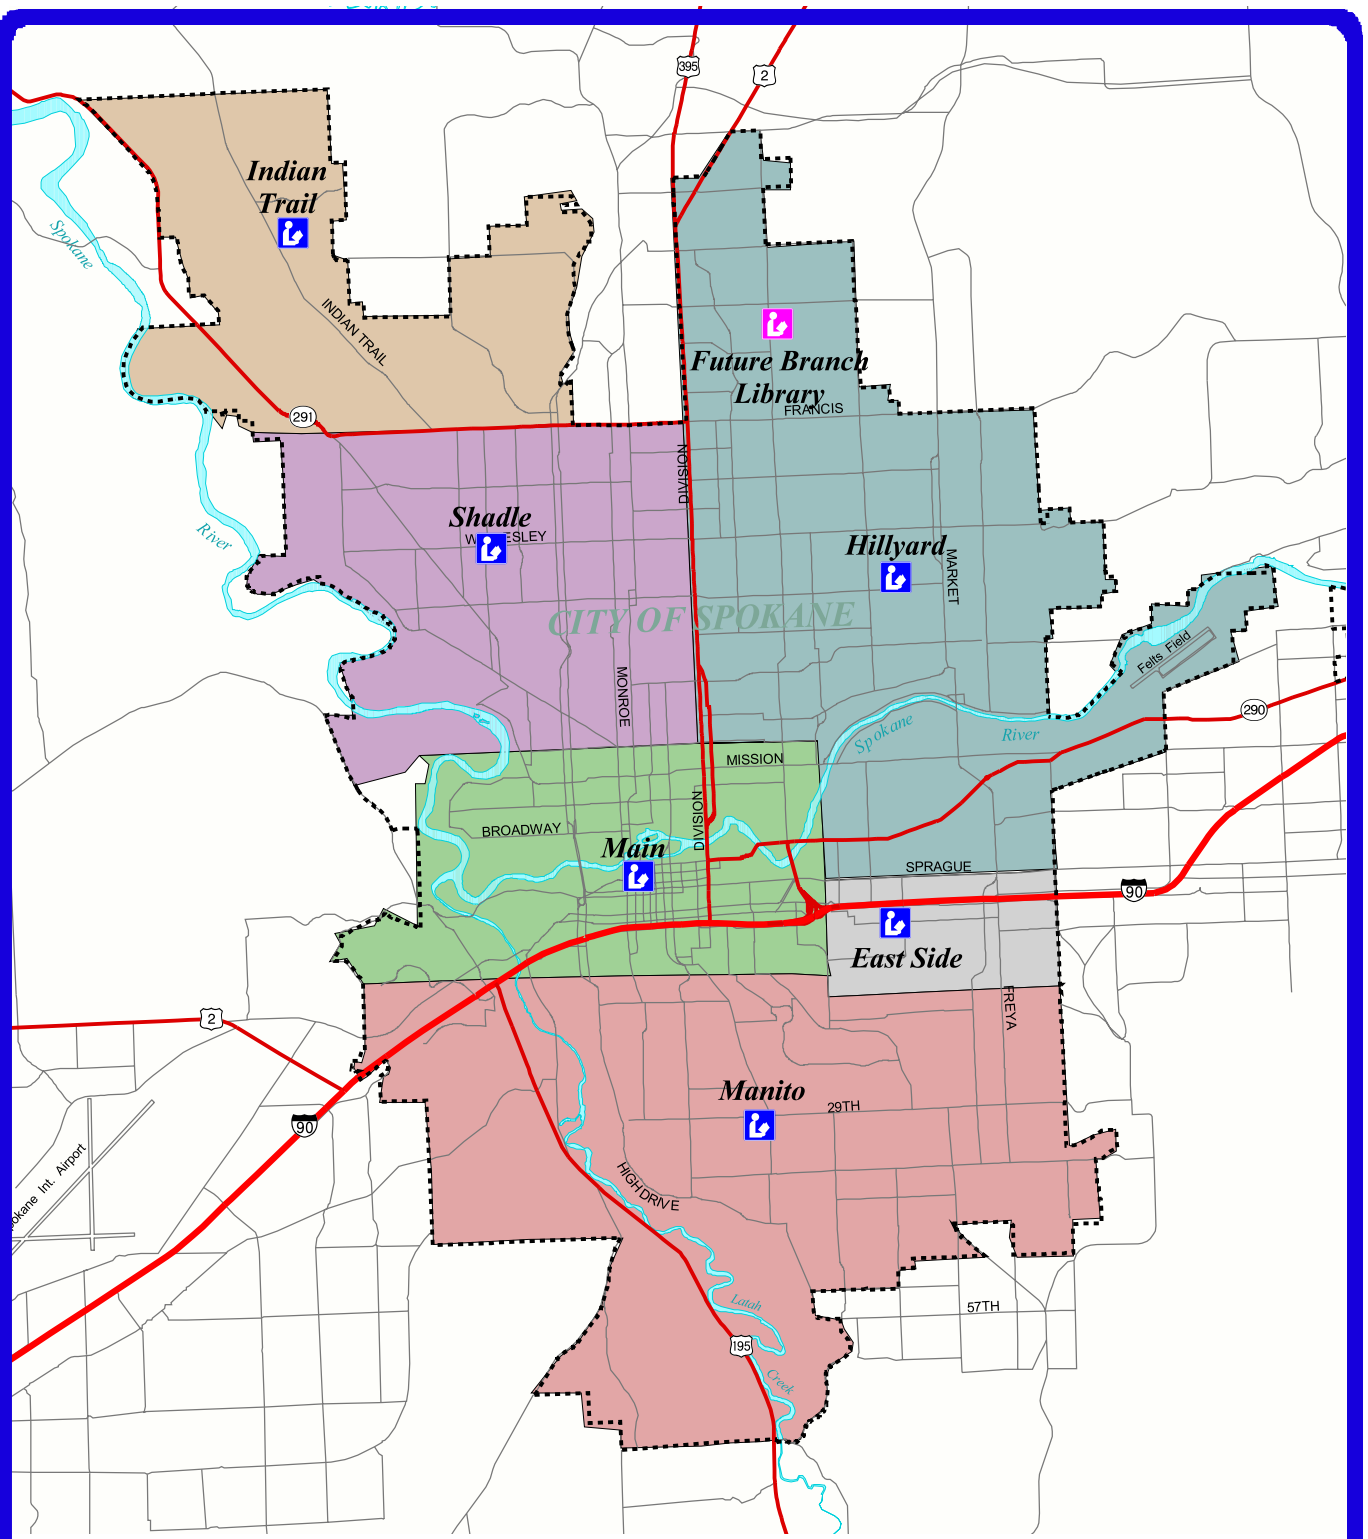 395
2
Indian
Trail
Spokane
INDIAN TRAIL
Future Branch
Library
FRANCIS
291
DIVISION
Shadle
River
Hillyard
MARKET
CITY OF SPOKANE
Felts Field
MONROE
290
Spokane
River
MISSION
DIVISION
BROADWAY
Main
SPRAGUE
90
East Side
FREYA
2
Manito
29TH
90
Int. Airport
HIGH DRIVE
Latah
57TH
195
Creek